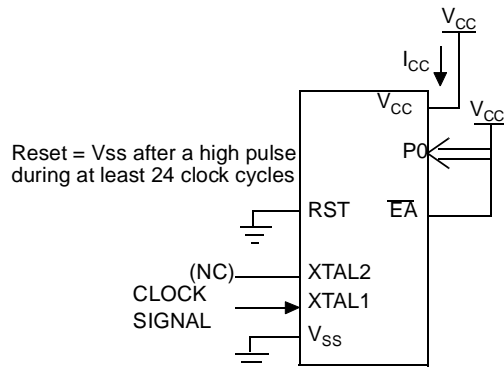 VCC
ICC
VCC
VCC
P0
Reset = Vss after a high pulse
during at least 24 clock cycles
RST
EA
(NC)
XTAL2
CLOCK
SIGNAL
XTAL1
VSS